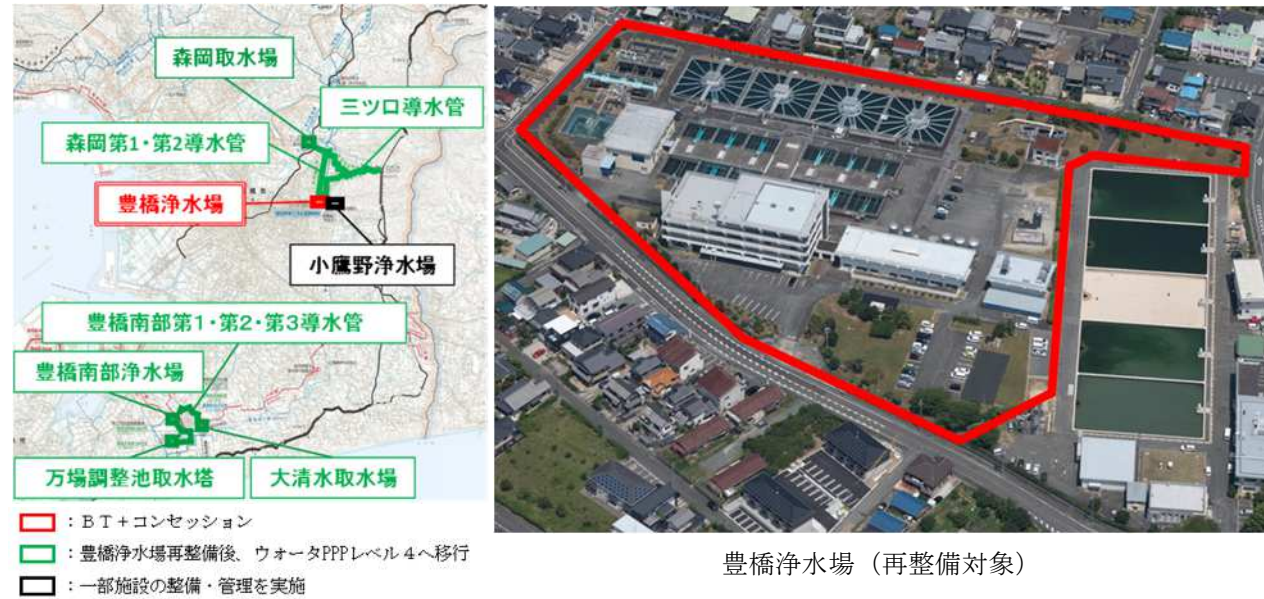 森岡取水場
三ツロ導水管
森岡第1・第2導水管
豊橋浄水場
小鷹野浄水場
豊橋南部第1・第2・第3導水管
豊橋南部浄水場
万場調整池取水塔
大清水取水場
：ＢＴ＋コンセッション
：豊橋浄水場再整備後、ウォータPPPレベル４へ移行
：一部施設の整備・管理を実施
豊橋浄水場（再整備対象）